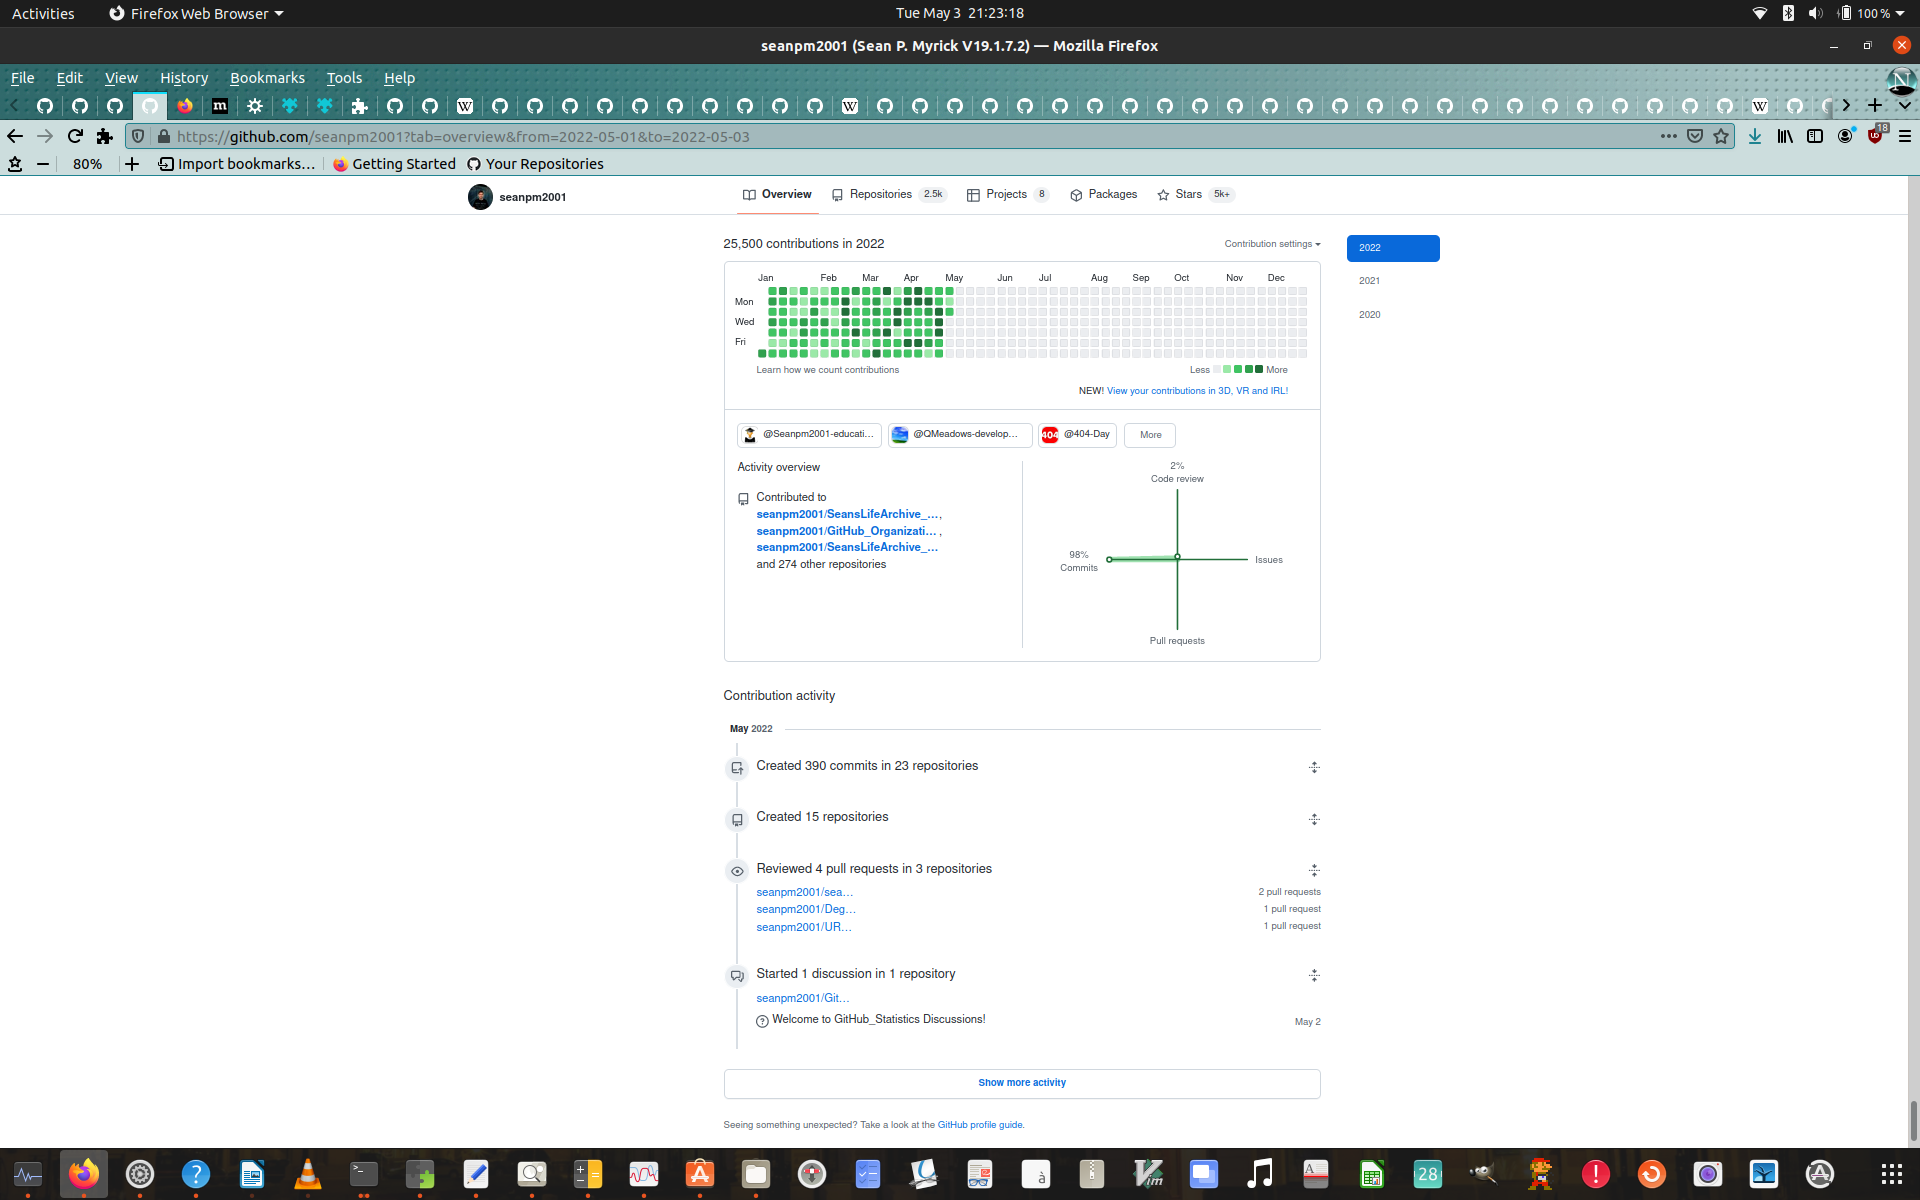 Activities
Firefox Web Browser
Tue May 3 21:23:18
100 %
seanpm2001 (Sean P. Myrick V19.1.7.2) — Mozilla Firefox
File Edit View History Bookmarks Tools Help
N
m
W
W
W
https://github.com/seanpm2001?tab=overview&from=2022-05-01&to=2022-05-03
18
80%
Import bookmarks...
Getting Started
Your Repositories
seanpm2001
Overview
Repositories 2.5k
Projects 8
Packages
Stars 5k+
25,500 contributions in 2022
Contribution settings
2022
2021
2020
Jan Feb Mar Apr May Jun Jul Aug Sep Oct Nov Dec
Mon
Wed
Fri
Learn how we count contributions
Less More
NEW! View your contributions in 3D, VR and IRL!
@Seanpm2001-educati...
@QMeadows-develop...
404 @404-Day
More
Activity overview
Contributed to
seanpm2001/SeansLifeArchive_...,
seanpm2001/GitHub_Organizati... ,
seanpm2001/SeansLifeArchive_...
and 274 other repositories
2%
Code review
98%
Commits
Issues
Pull requests
Contribution activity
May 2022
Created 390 commits in 23 repositories
Created 15 repositories
Reviewed 4 pull requests in 3 repositories
seanpm2001/sea... 2 pull requests
seanpm2001/Deg... 1 pull request
seanpm2001/UR... 1 pull request
Started 1 discussion in 1 repository
seanpm2001/Git...
Welcome to GitHub_Statistics Discussions!
May 2
Show more activity
Seeing something unexpected? Take a look at the GitHub profile guide.
à
Vim
28